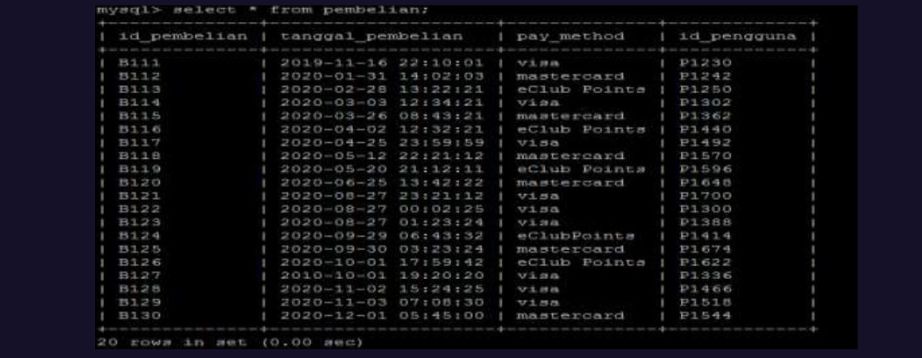 mysql> select * from pembelian;
| id_pembelian | tanggal_pembelian | pay_method | id_pengguna |
| B111 | 2019-11-16 22:10:01 | visa | P1230 |
| B112 | 2020-01-31 14:02:03 | mastercard | P1242 |
| B113 | 2020-02-28 13:22:21 | eClub Points | P1250 |
| B114 | 2020-03-03 12:34:21 | visa | P1302 |
| B115 | 2020-03-26 08:43:21 | mastercard | P1362 |
| B116 | 2020-04-02 12:32:21 | eClub Points | P1440 |
| B117 | 2020-04-25 23:59:59 | visa | P1492 |
| B118 | 2020-05-12 22:21:12 | mastercard | P1570 |
| B119 | 2020-05-20 21:12:11 | eClub Points | P1596 |
| B120 | 2020-06-25 13:42:22 | mastercard | P1648 |
| B121 | 2020-08-27 23:21:12 | visa | P1700 |
| B122 | 2020-08-27 00:02:25 | visa | P1300 |
| B123 | 2020-08-27 01:23:24 | visa | P1388 |
| B124 | 2020-09-29 06:43:32 | eClubPoints | P1414 |
| B125 | 2020-09-30 03:23:24 | mastercard | P1674 |
| B126 | 2020-10-01 17:59:42 | eClub Points | P1622 |
| B127 | 2010-10-01 19:20:20 | visa | P1336 |
| B128 | 2020-11-02 15:24:25 | visa | P1466 |
| B129 | 2020-11-03 07:08:30 | visa | P1518 |
| B130 | 2020-12-01 05:45:00 | mastercard | P1544 |
20 rows in set (0.00 sec)